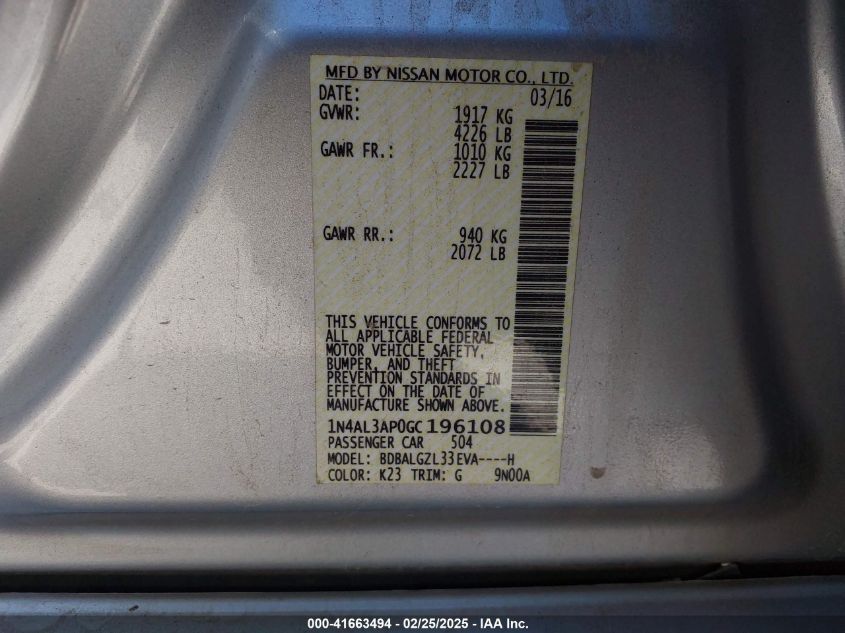 MFD BY NISSAN MOTOR CO., LTD.
DATE: 03/16
GVWR: 1917 KG
4226 LB
GAWR FR.: 1010 KG
2227 LB
GAWR RR.: 940 KG
2072 LB
THIS VEHICLE CONFORMS TO
ALL APPLICABLE FEDERAL
MOTOR VEHICLE SAFETY,
BUMPER, AND THEFT
PREVENTION STANDARDS IN
EFFECT ON THE DATE OF
MANUFACTURE SHOWN ABOVE.
1N4AL3AP0GC196108
PASSENGER CAR 504
MODEL: BDBALGZL33EVA----H
COLOR: K23 TRIM: G 9N00A
000-41663494 - 02/25/2025 - IAA Inc.